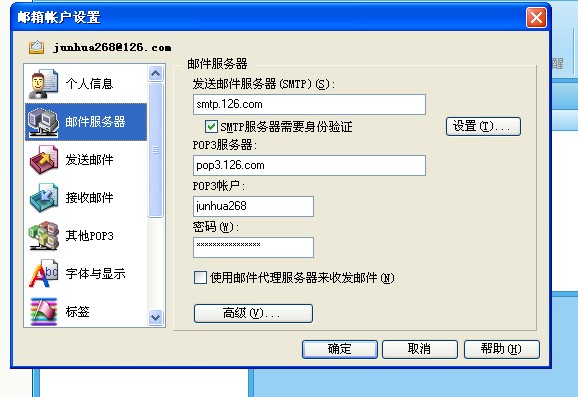 邮箱帐户设置
junhua268@126.com
个人信息
邮件服务器
发送邮件
接收邮件
其他POP3
字体与显示
标签
邮件服务器
发送邮件服务器(SMTP)(S):
smtp.126.com
SMTP服务器需要身份验证
设置(T)...
POP3服务器:
pop3.126.com
POP3帐户:
junhua268
密码(W):
****************
使用邮件代理服务器来收发邮件(N)
高级(V)...
确定
取消
帮助(H)
醒